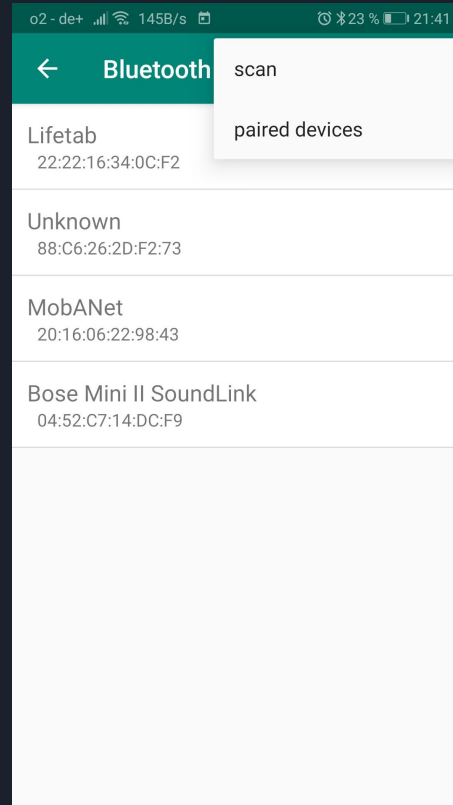 o2 - de+ 145B/s 23 % 21:41
Bluetooth
scan
paired devices
Lifetab
22:22:16:34:0C:F2
Unknown
88:C6:26:2D:F2:73
MobANet
20:16:06:22:98:43
Bose Mini II SoundLink
04:52:C7:14:DC:F9